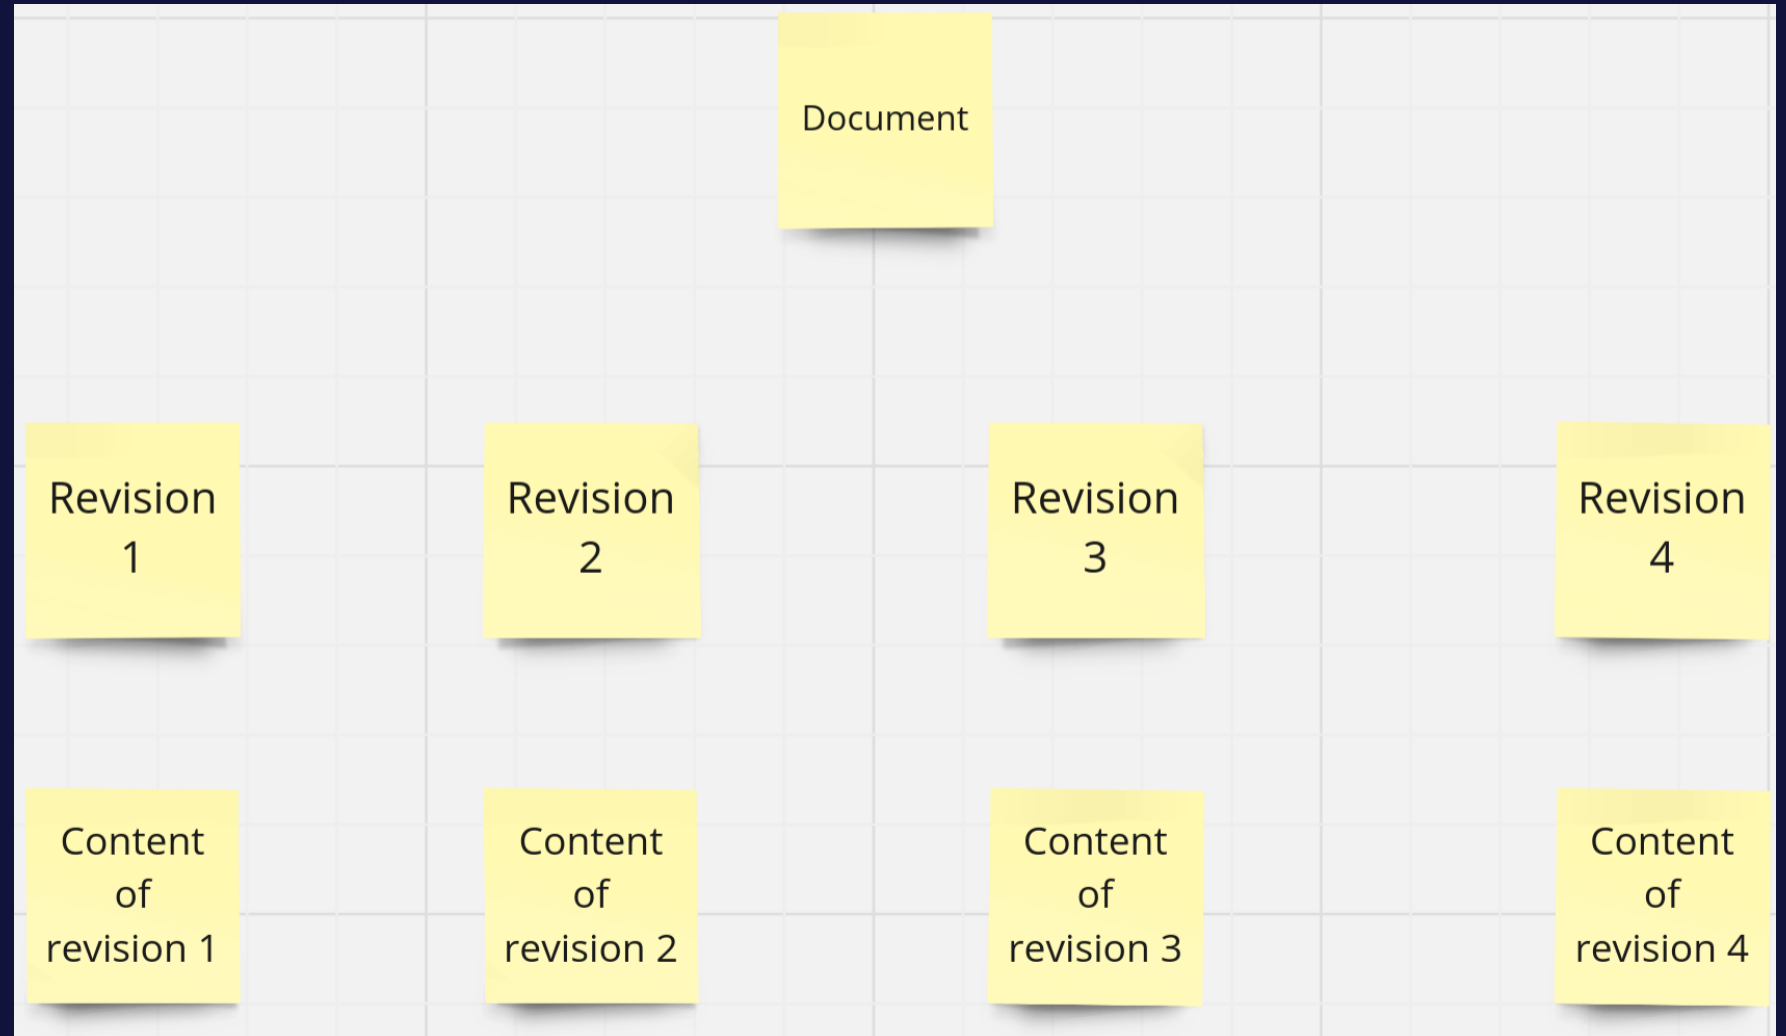 Document
Revision
1
Revision
2
Revision
3
Revision
4
Content
of
revision 1
Content
of
revision 2
Content
of
revision 3
Content
of
revision 4